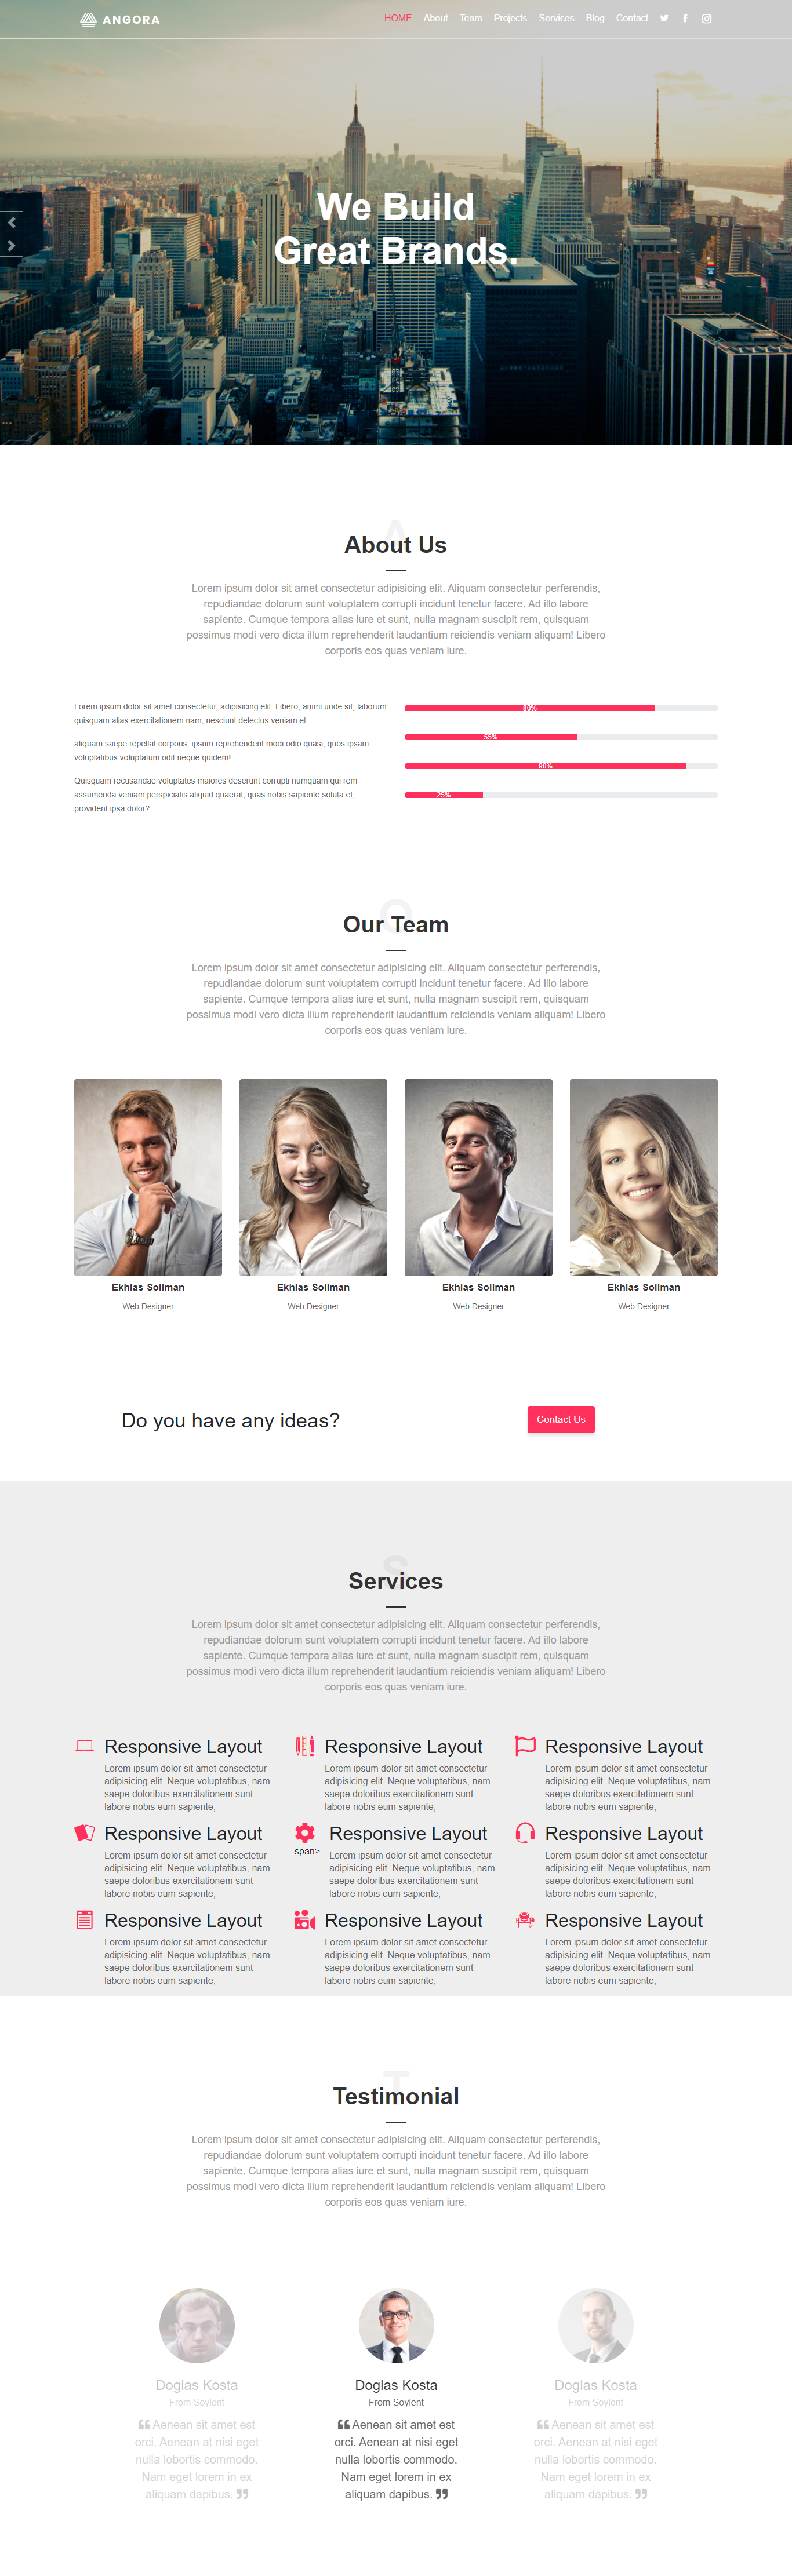 ANGORA
HOME About Team Projects Services Blog Contact
We Build
Great Brands.
A
About Us
Lorem ipsum dolor sit amet consectetur adipisicing elit. Aliquam consectetur perferendis,
repudiandae dolorum sunt voluptatem corrupti incidunt tenetur facere. Ad illo labore
sapiente. Cumque tempora alias iure et sunt, nulla magnam suscipit rem, quisquam
possimus modi vero dicta illum reprehenderit laudantium reiciendis veniam aliquam! Libero
corporis eos quas veniam iure.
Lorem ipsum dolor sit amet consectetur, adipisicing elit. Libero, animi unde sit, laborum
quisquam alias exercitationem nam, nesciunt delectus veniam et.
aliquam saepe repellat corporis, ipsum reprehenderit modi odio quasi, quos ipsam
voluptatibus voluptatum odit neque quidem!
Quisquam recusandae voluptates maiores deserunt corrupti numquam qui rem
assumenda veniam perspiciatis aliquid quaerat, quas nobis sapiente soluta et,
provident ipsa dolor?
80%
55%
90%
25%
O
Our Team
Lorem ipsum dolor sit amet consectetur adipisicing elit. Aliquam consectetur perferendis,
repudiandae dolorum sunt voluptatem corrupti incidunt tenetur facere. Ad illo labore
sapiente. Cumque tempora alias iure et sunt, nulla magnam suscipit rem, quisquam
possimus modi vero dicta illum reprehenderit laudantium reiciendis veniam aliquam! Libero
corporis eos quas veniam iure.
Ekhlas Soliman
Web Designer
Ekhlas Soliman
Web Designer
Ekhlas Soliman
Web Designer
Ekhlas Soliman
Web Designer
Do you have any ideas?
Contact Us
S
Services
Lorem ipsum dolor sit amet consectetur adipisicing elit. Aliquam consectetur perferendis,
repudiandae dolorum sunt voluptatem corrupti incidunt tenetur facere. Ad illo labore
sapiente. Cumque tempora alias iure et sunt, nulla magnam suscipit rem, quisquam
possimus modi vero dicta illum reprehenderit laudantium reiciendis veniam aliquam! Libero
corporis eos quas veniam iure.
Responsive Layout
Lorem ipsum dolor sit amet consectetur
adipisicing elit. Neque voluptatibus, nam
saepe doloribus exercitationem sunt
labore nobis eum sapiente,
Responsive Layout
Lorem ipsum dolor sit amet consectetur
adipisicing elit. Neque voluptatibus, nam
saepe doloribus exercitationem sunt
labore nobis eum sapiente,
Responsive Layout
Lorem ipsum dolor sit amet consectetur
adipisicing elit. Neque voluptatibus, nam
saepe doloribus exercitationem sunt
labore nobis eum sapiente,
Responsive Layout
Lorem ipsum dolor sit amet consectetur
adipisicing elit. Neque voluptatibus, nam
saepe doloribus exercitationem sunt
labore nobis eum sapiente,
span>
Responsive Layout
Lorem ipsum dolor sit amet consectetur
adipisicing elit. Neque voluptatibus, nam
saepe doloribus exercitationem sunt
labore nobis eum sapiente,
Responsive Layout
Lorem ipsum dolor sit amet consectetur
adipisicing elit. Neque voluptatibus, nam
saepe doloribus exercitationem sunt
labore nobis eum sapiente,
Responsive Layout
Lorem ipsum dolor sit amet consectetur
adipisicing elit. Neque voluptatibus, nam
saepe doloribus exercitationem sunt
labore nobis eum sapiente,
Responsive Layout
Lorem ipsum dolor sit amet consectetur
adipisicing elit. Neque voluptatibus, nam
saepe doloribus exercitationem sunt
labore nobis eum sapiente,
Responsive Layout
Lorem ipsum dolor sit amet consectetur
adipisicing elit. Neque voluptatibus, nam
saepe doloribus exercitationem sunt
labore nobis eum sapiente,
T
Testimonial
Lorem ipsum dolor sit amet consectetur adipisicing elit. Aliquam consectetur perferendis,
repudiandae dolorum sunt voluptatem corrupti incidunt tenetur facere. Ad illo labore
sapiente. Cumque tempora alias iure et sunt, nulla magnam suscipit rem, quisquam
possimus modi vero dicta illum reprehenderit laudantium reiciendis veniam aliquam! Libero
corporis eos quas veniam iure.
Doglas Kosta
From Soylent
“ Aenean sit amet est
orci. Aenean at nisi eget
nulla lobortis commodo.
Nam eget lorem in ex
aliquam dapibus. ”
Doglas Kosta
From Soylent
“ Aenean sit amet est
orci. Aenean at nisi eget
nulla lobortis commodo.
Nam eget lorem in ex
aliquam dapibus. ”
Doglas Kosta
From Soylent
“ Aenean sit amet est
orci. Aenean at nisi eget
nulla lobortis commodo.
Nam eget lorem in ex
aliquam dapibus. ”